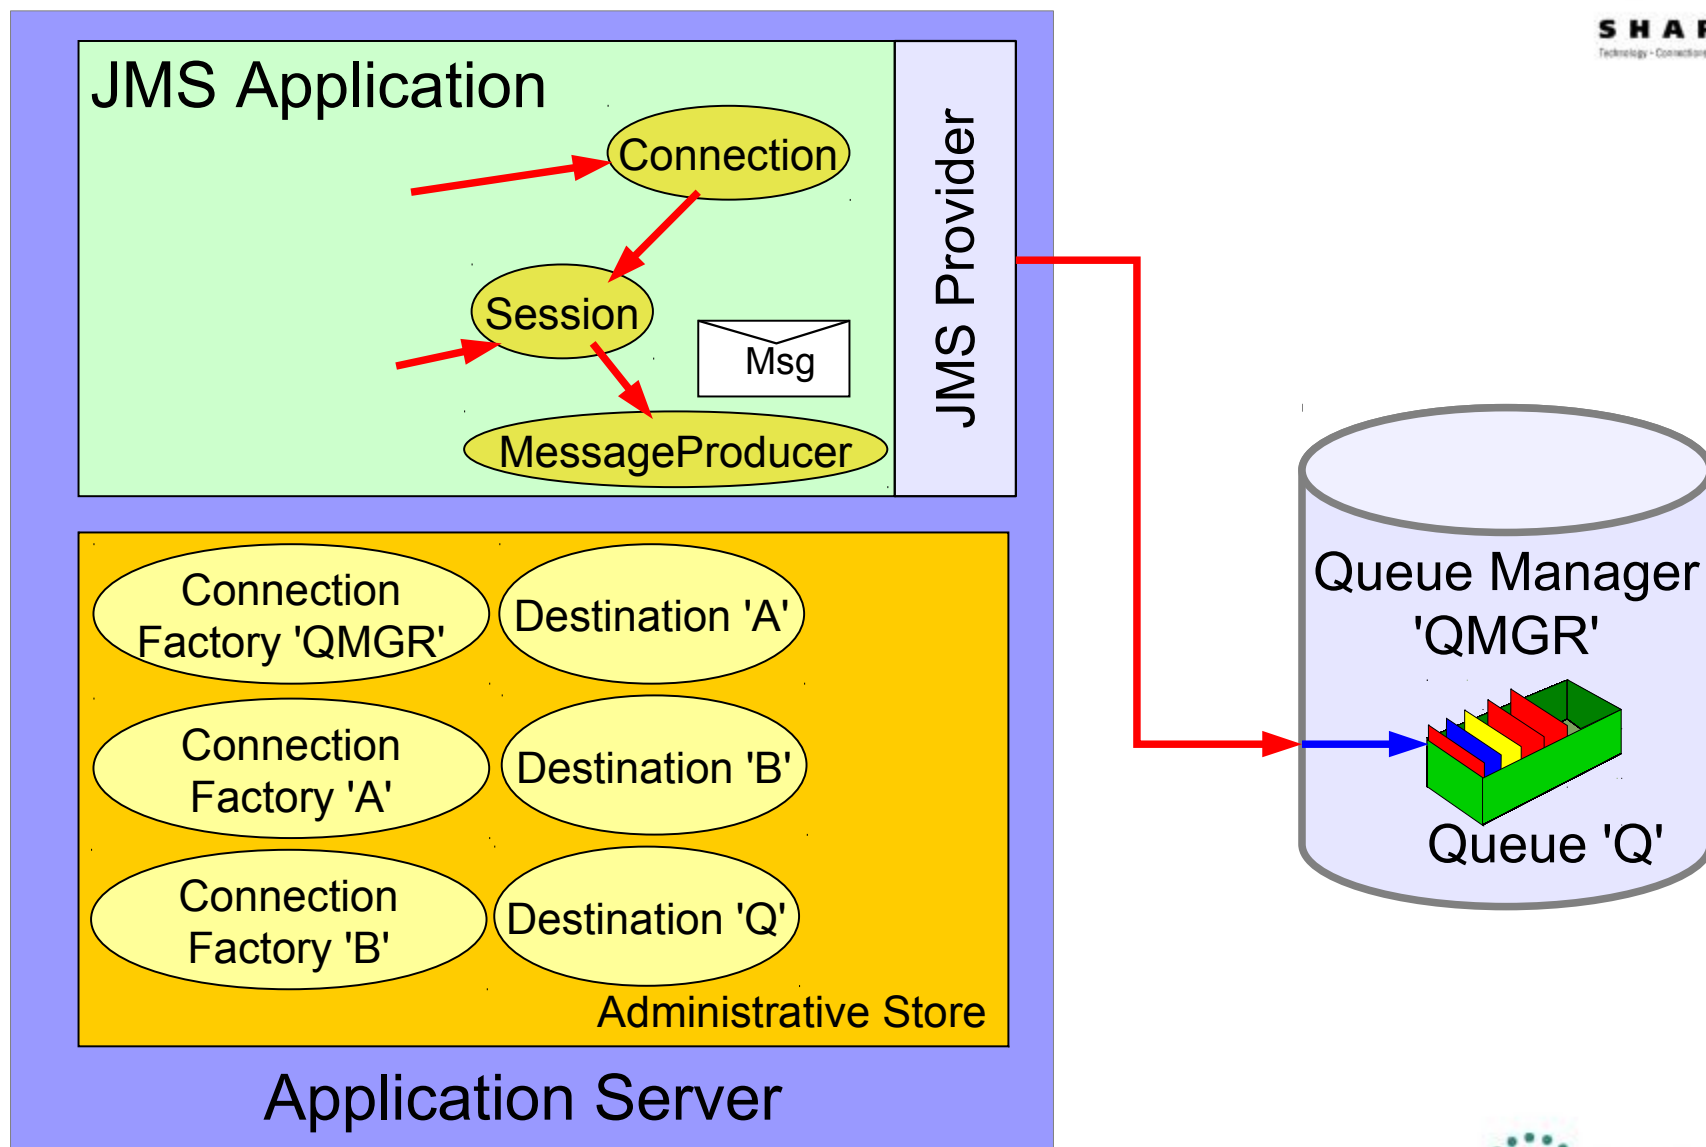 S H A
JMS Application
Connection
JMS Provider
Session
Msg
MessageProducer
Connection
Factory 'QMGR'
Destination 'A'
Connection
Factory 'A'
Destination 'B'
Connection
Factory 'B'
Destination 'Q'
Administrative Store
Application Server
Queue Manager
'QMGR'
Queue 'Q'